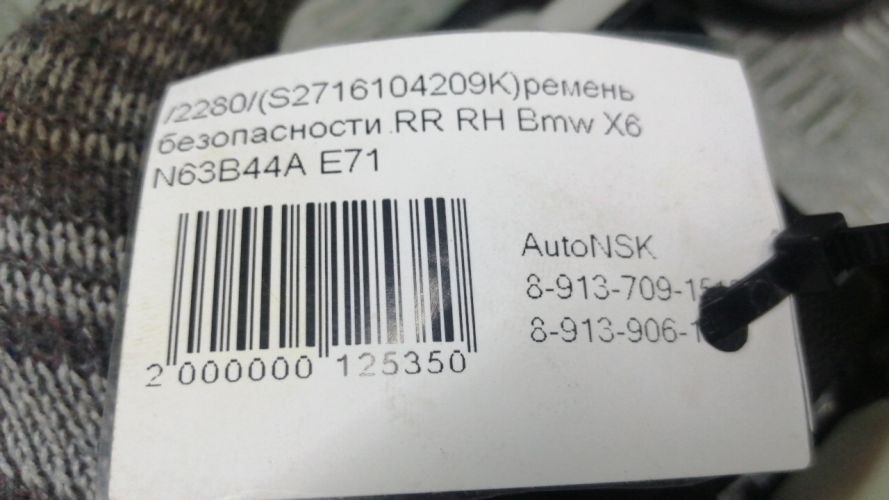 /2280/(S2716104209K)ремень
безопасности RR RH Bmw X6
N63B44A E71
AutoNSK
8-913-709-
8-913-906-
2 000000 125350